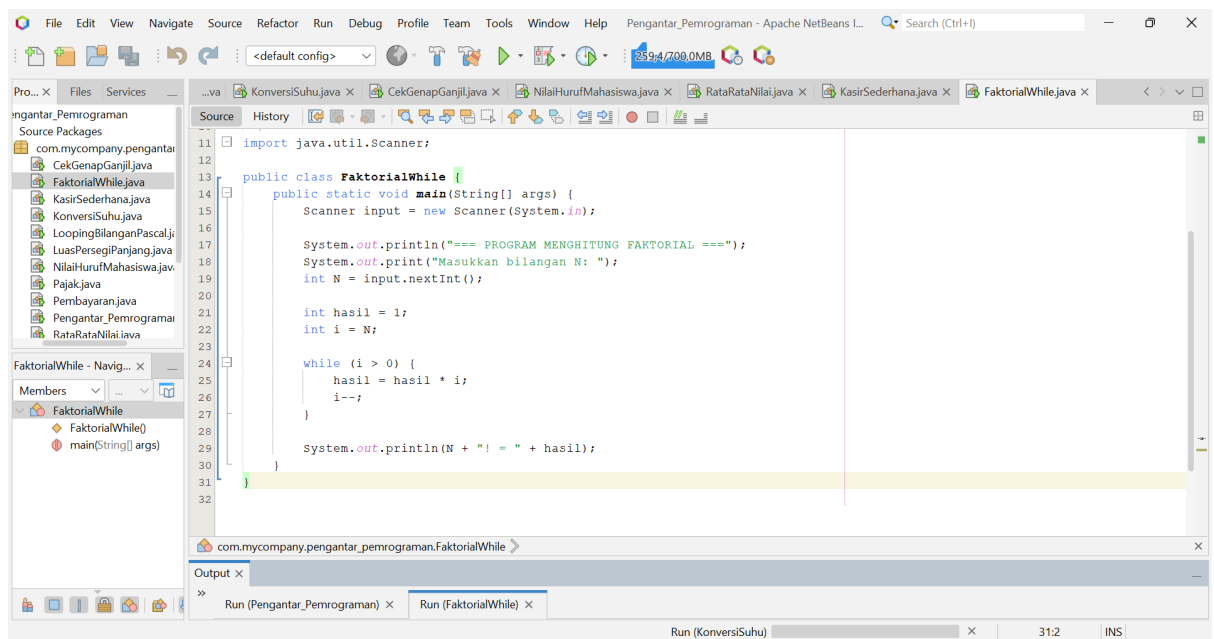 File Edit View Navigate Source Refactor Run Debug Profile Team Tools Window Help Pengantar_Pemrograman - Apache NetBeans I... Search (Ctrl+I)
<default config> 259,4/700,0MB
Pro... Files Services
...va KonversiSuhu.java CekGenapGanjil.java NilaiHurufMahasiswa.java RataRataNilai.java KasirSederhana.java FaktorialWhile.java
engantar_Pemrograman
Source Packages
com.mycompany.pengantar
CekGenapGanjil.java
FaktorialWhile.java
KasirSederhana.java
KonversiSuhu.java
LoopingBilanganPascal.ja
LuasPersegiPanjang.java
NilaiHurufMahasiswa.java
Pajak.java
Pembayaran.java
Pengantar_Pemrograman
RataRataNilai.java
Source History
11 import java.util.Scanner;
12
13 public class FaktorialWhile {
14 public static void main(String[] args) {
15 Scanner input = new Scanner(System.in);
16
17 System.out.println("=== PROGRAM MENGHITUNG FAKTORIAL ===");
18 System.out.print("Masukkan bilangan N: ");
19 int N = input.nextInt();
20
21 int hasil = 1;
22 int i = N;
23
24 while (i > 0) {
25 hasil = hasil * i;
26 i--;
27 }
28
29 System.out.println(N + "! = " + hasil);
30 }
31 }
32
FaktorialWhile - Navig...
Members ...
FaktorialWhile
FaktorialWhile()
main(String[] args)
com.mycompany.pengantar_pemrograman.FaktorialWhile
Output
Run (Pengantar_Pemrograman) Run (FaktorialWhile)
Run (KonversiSuhu) 31:2 INS